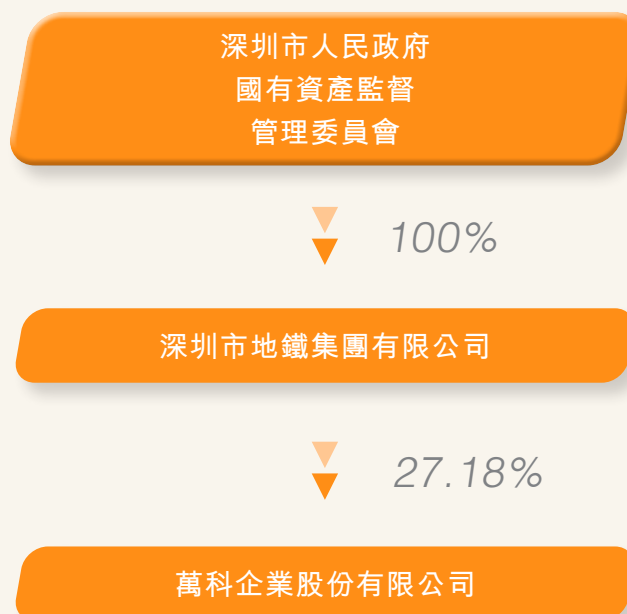 深圳市人民政府
國有資產監督
管理委員會
100%
深圳市地鐵集團有限公司
27.18%
萬科企業股份有限公司